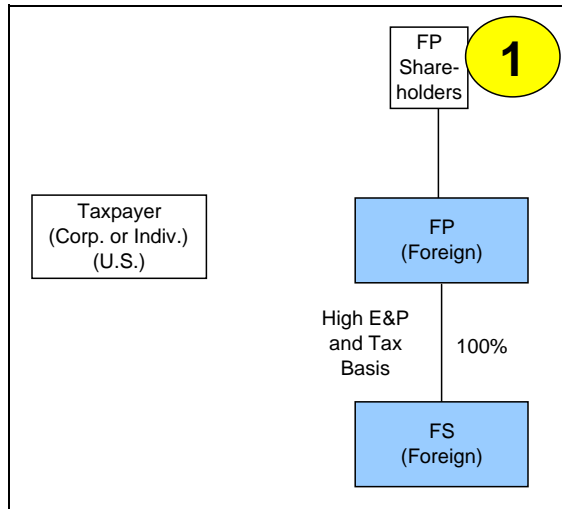 FP
Share-
holders
1
Taxpayer
(Corp. or Indiv.)
(U.S.)
FP
(Foreign)
High E&P
and Tax
Basis
100%
FS
(Foreign)